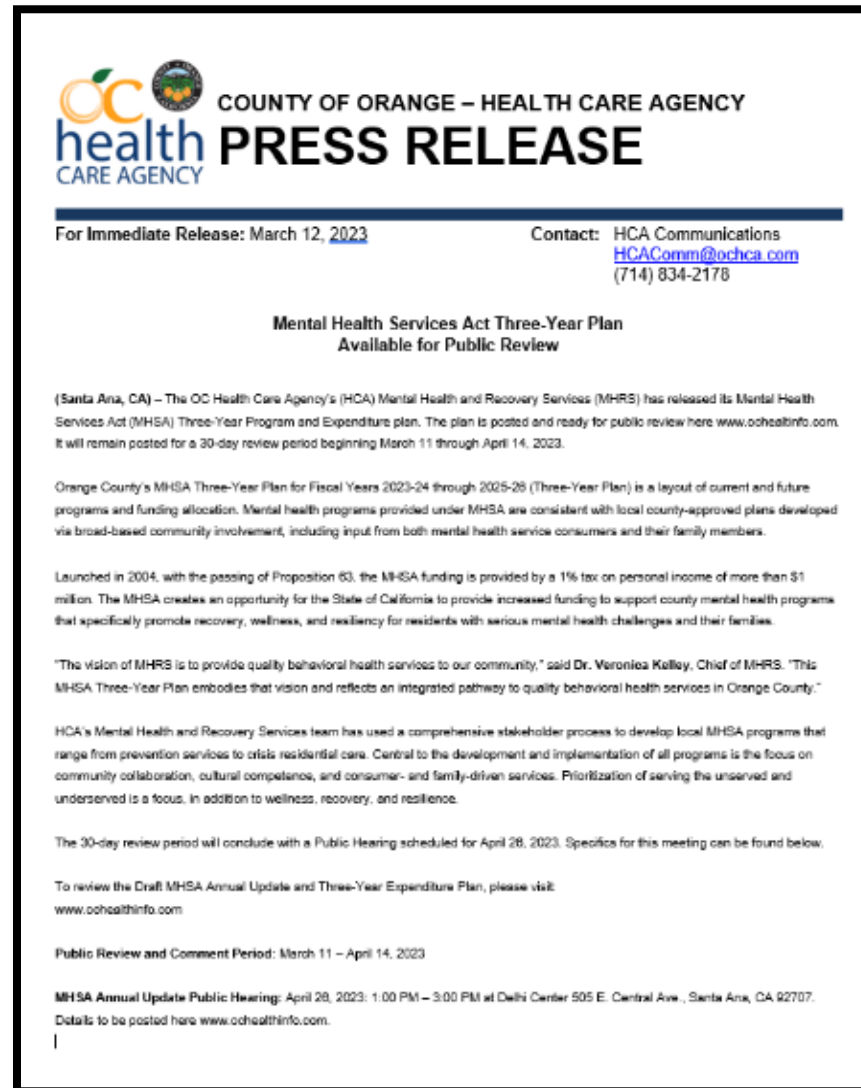 OC
health
CARE AGENCY
COUNTY OF ORANGE – HEALTH CARE AGENCY
PRESS RELEASE
For Immediate Release: March 12, 2023
Contact: HCA Communications
HCAComm@ochca.com
(714) 834-2178
Mental Health Services Act Three-Year Plan
Available for Public Review
(Santa Ana, CA) – The OC Health Care Agency's (HCA) Mental Health and Recovery Services (MHRS) has released its Mental Health
Services Act (MHSA) Three-Year Program and Expenditure plan. The plan is posted and ready for public review here www.ochealtinfo.com.
It will remain posted for a 30-day review period beginning March 11 through April 14, 2023.
Orange County's MHSA Three-Year Plan for Fiscal Years 2023-24 through 2025-26 (Three-Year Plan) is a layout of current and future
programs and funding allocation. Mental health programs provided under MHSA are consistent with local county-approved plans developed
via broad-based community involvement, including input from both mental health service consumers and their family members.
Launched in 2004, with the passing of Proposition 63, the MHSA funding is provided by a 1% tax on personal income of more than $1
million. The MHSA creates an opportunity for the State of California to provide increased funding to support county mental health programs
that specifically promote recovery, wellness, and resiliency for residents with serious mental health challenges and their families.
"The vision of MHRS is to provide quality behavioral health services to our community," said Dr. Veronica Kelley, Chief of MHRS. "This
MHSA Three-Year Plan embodies that vision and reflects an integrated pathway to quality behavioral health services in Orange County."
HCA's Mental Health and Recovery Services team has used a comprehensive stakeholder process to develop local MHSA programs that
range from prevention services to crisis residential care. Central to the development and implementation of all programs is the focus on
community collaboration, cultural competence, and consumer- and family-driven services. Prioritization of serving the unserved and
underserved is a focus, in addition to wellness, recovery, and resilience.
The 30-day review period will conclude with a Public Hearing scheduled for April 26, 2023. Specifics for this meeting can be found below.
To review the Draft MHSA Annual Update and Three-Year Expenditure Plan, please visit:
www.ochealthinfo.com
Public Review and Comment Period: March 11 – April 14, 2023
MHSA Annual Update Public Hearing: April 26, 2023: 1:00 PM – 3:00 PM at Delhi Center 505 E. Central Ave., Santa Ana, CA 92707.
Details to be posted here www.ochealthinfo.com.